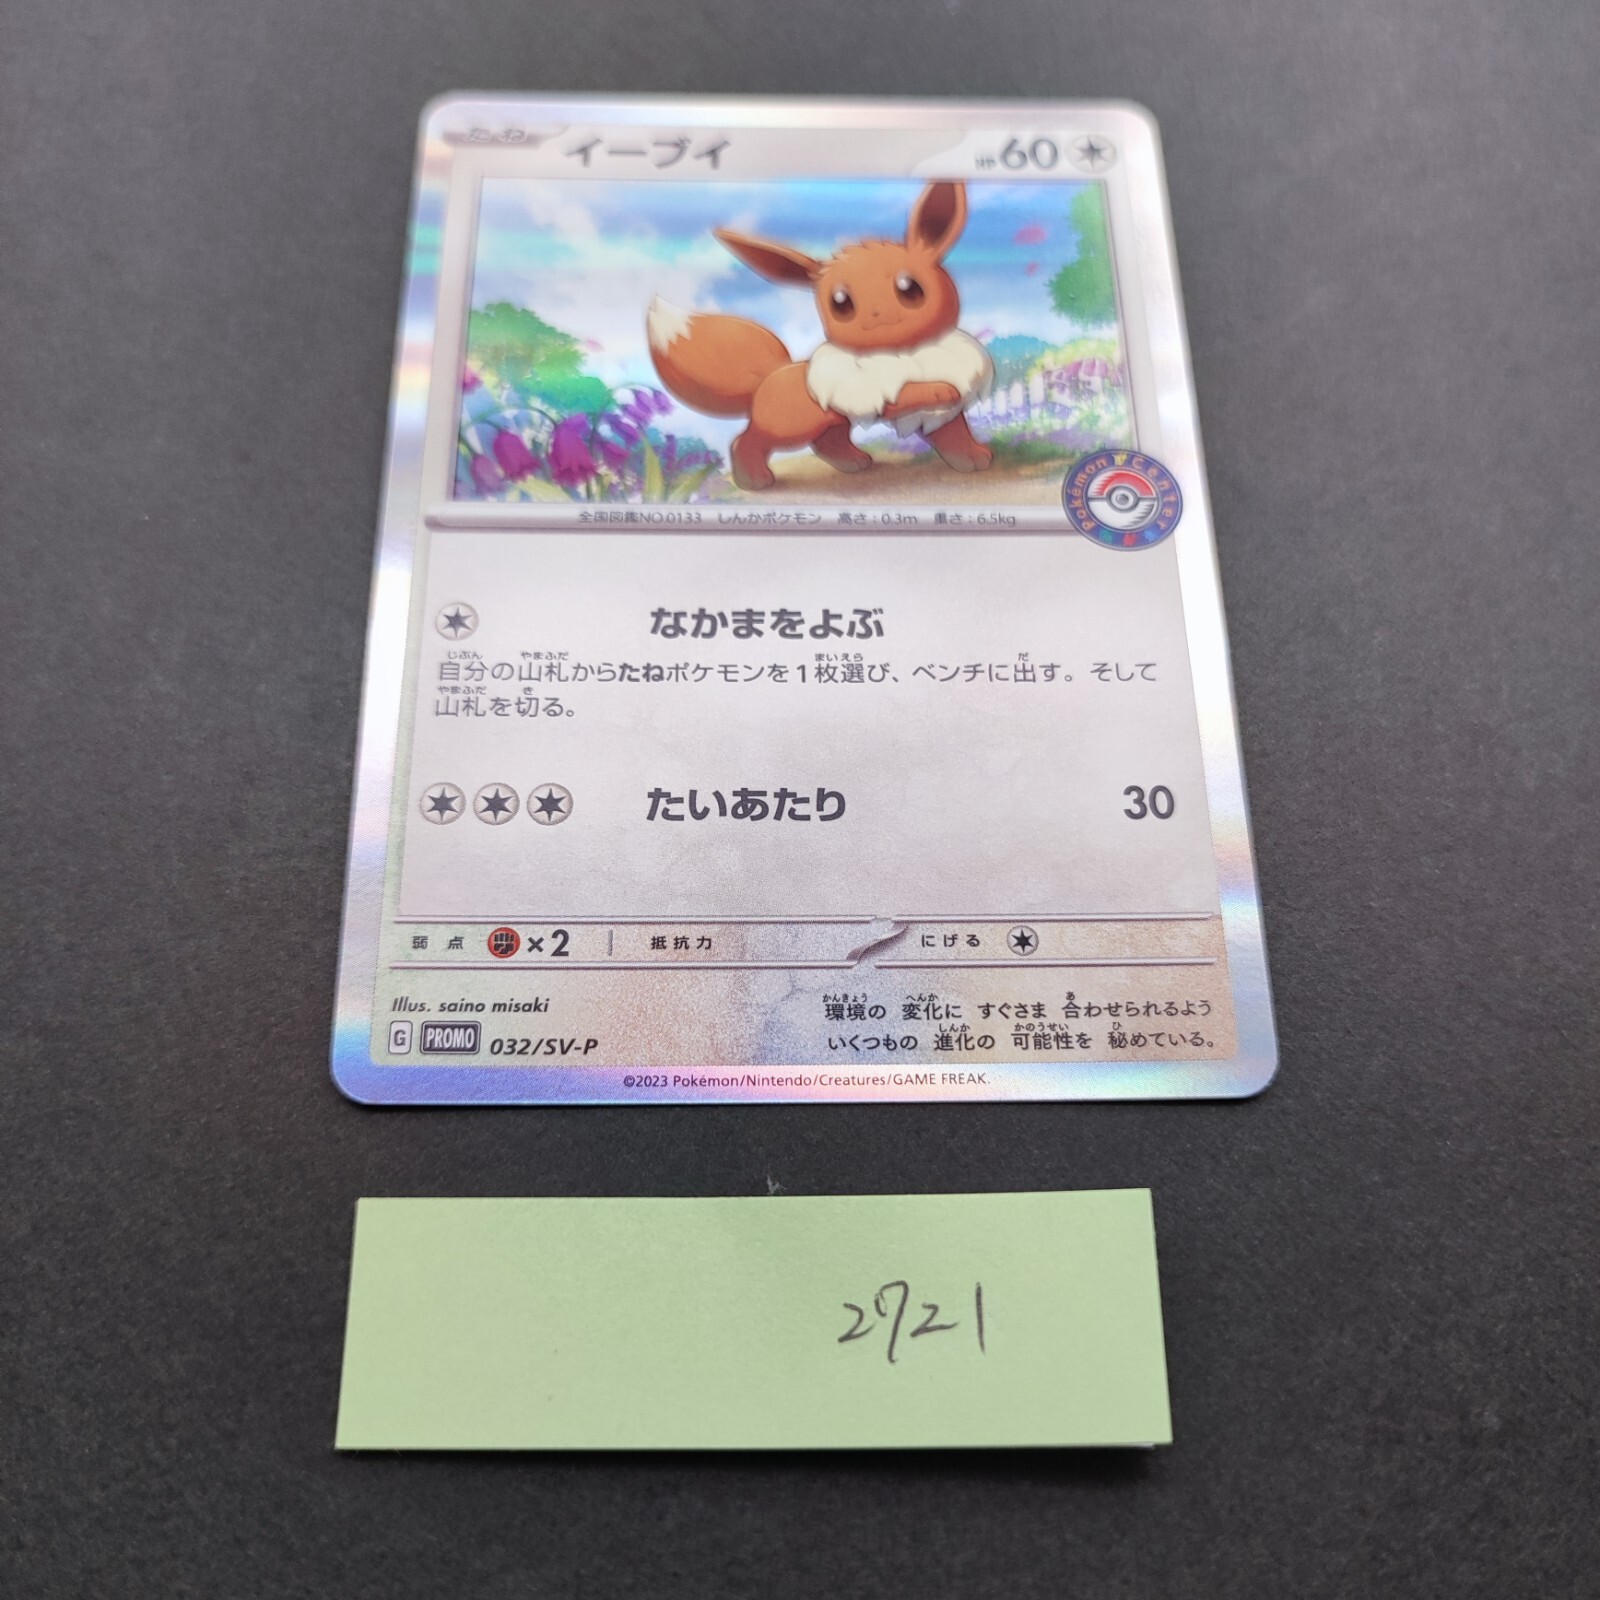 たね イーブイ HP60
Pokémon Center
全国図鑑NO.0133 しんかポケモン 高さ:0.3m 重さ:6.5kg
なかまをよぶ
自分の山札からたねポケモンを1枚選び、ベンチに出す。そして
山札を切る。
たいあたり 30
弱点 ×2 抵抗力 にげる
Illus. saino misaki
環境の 変化に すぐさま 合わせられるよう
G PROMO 032/SV-P
いくつもの 進化の 可能性を 秘めている。
©2023 Pokémon/Nintendo/Creatures/GAME FREAK.
2721